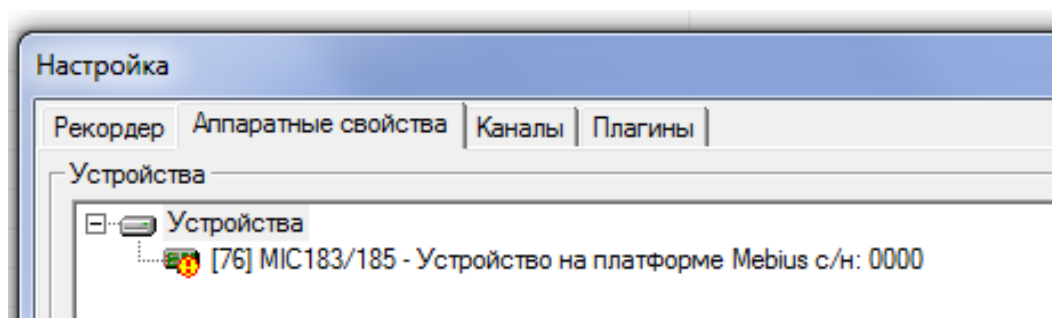 Настройка
Рекордер Аппаратные свойства Каналы Плагины
Устройства
Устройства
[76] MIC183/185 - Устройство на платформе Mebius с/н: 0000